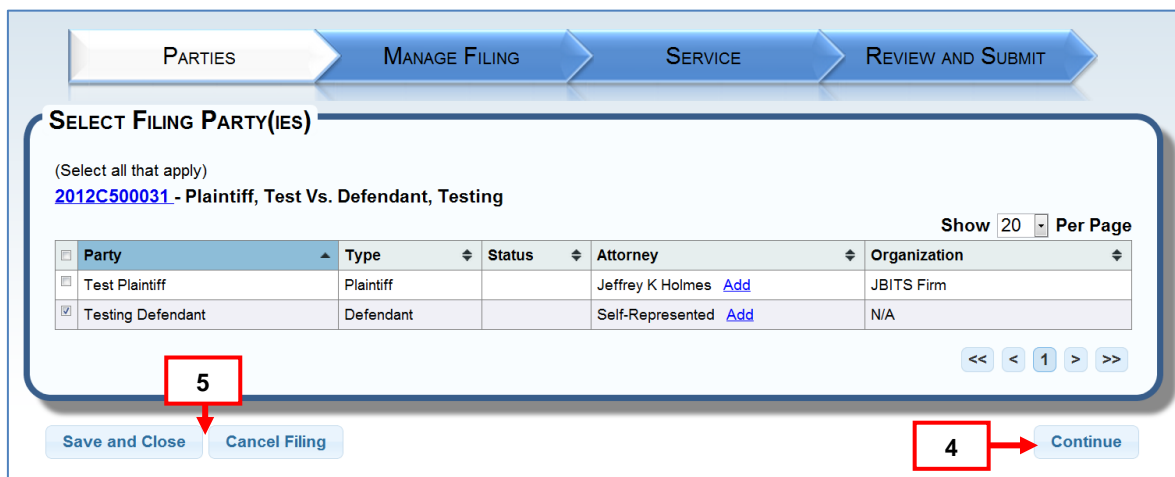 PARTIES MANAGE FILING SERVICE REVIEW AND SUBMIT
SELECT FILING PARTY(IES)
(Select all that apply)
2012C500031 - Plaintiff, Test Vs. Defendant, Testing
Show 20 Per Page
Party Type Status Attorney Organization
Test Plaintiff Plaintiff Jeffrey K Holmes Add JBITS Firm
Testing Defendant Defendant Self-Represented Add N/A
<< < 1 > >>
5
Save and Close Cancel Filing 4 Continue